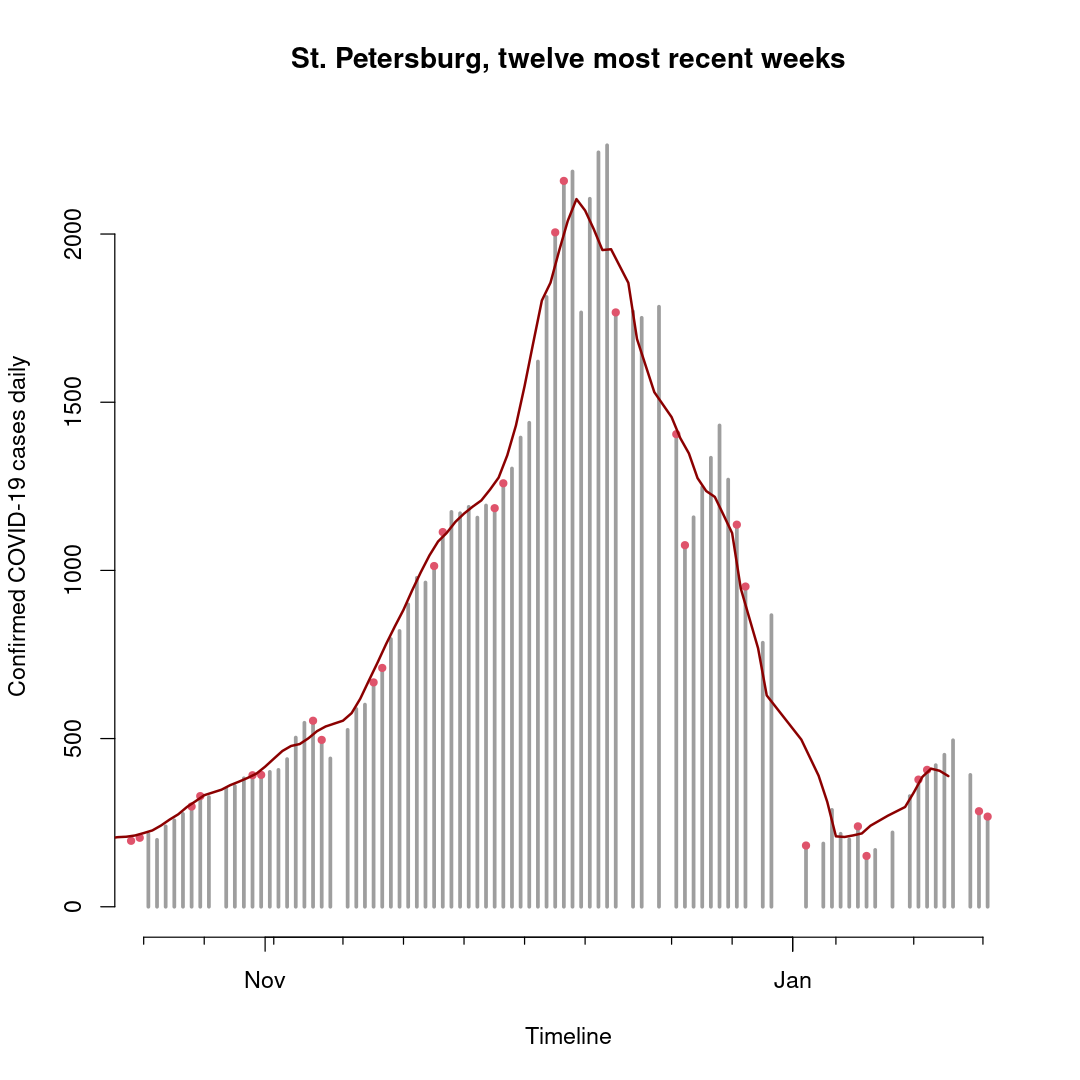 St. Petersburg, twelve most recent weeks
Confirmed COVID-19 cases daily
2000
1500
1000
500
0
Nov
Jan
Timeline